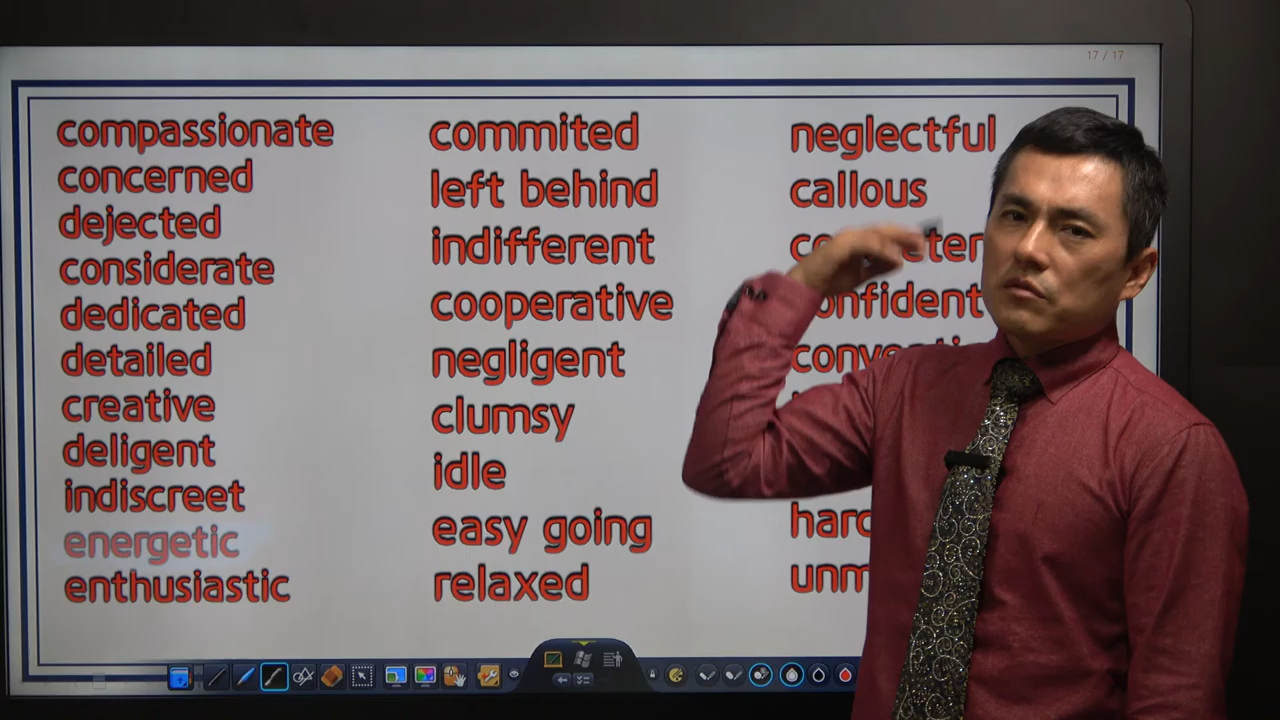 17 / 17
compassionate
concerned
dejected
considerate
dedicated
detailed
creative
deligent
indiscreet
energetic
enthusiastic
commited
left behind
indifferent
cooperative
negligent
clumsy
idle
easy going
relaxed
neglectful
callous